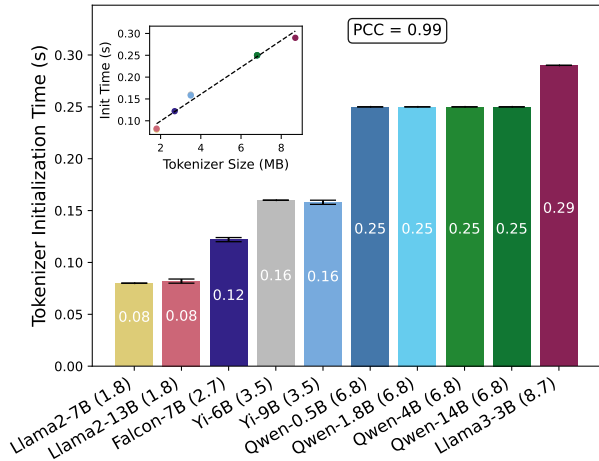 PCC = 0.99
Init Time (s)
0.30
0.25
0.15
0.10
2
4
6
8
Tokenizer Size (MB)
Tokenizer Initialization Time (s)
0.30
0.25
0.20
0.15
0.10
0.05
0.00
0.08
0.08
0.12
0.16
0.16
0.25
0.25
0.25
0.25
0.29
Llama2-7B (1.8)
Llama2-13B (1.8)
Falcon-7B (2.7)
Yi-6B (3.5)
Yi-9B (3.5)
Qwen-0.5B (6.8)
Qwen-1.8B (6.8)
Qwen-4B (6.8)
Qwen-14B (6.8)
Llama3-3B (8.7)